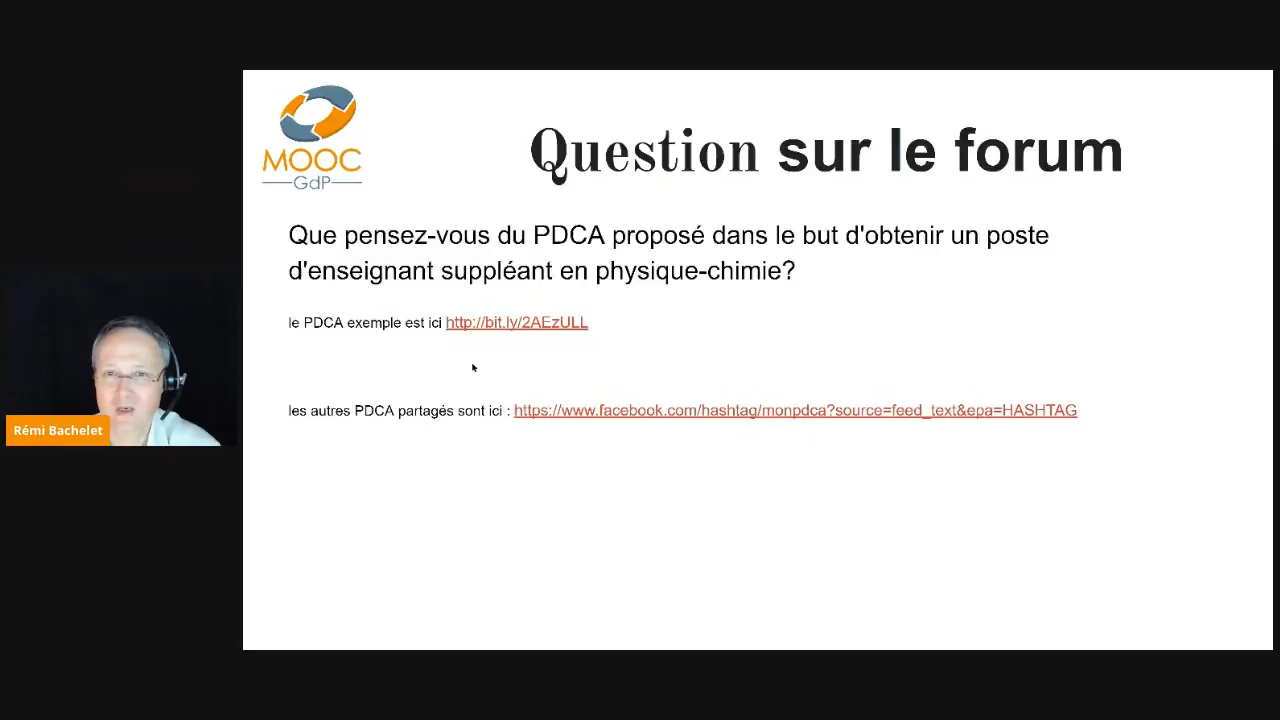 MOOC
GdP
Question sur le forum
Que pensez-vous du PDCA proposé dans le but d'obtenir un poste
d'enseignant suppléant en physique-chimie?
le PDCA exemple est ici http://bit.ly/2AEzULL
les autres PDCA partagés sont ici : https://www.facebook.com/hashtag/monpdca?source=feed_text&epa=HASHTAG
Rémi Bachelet